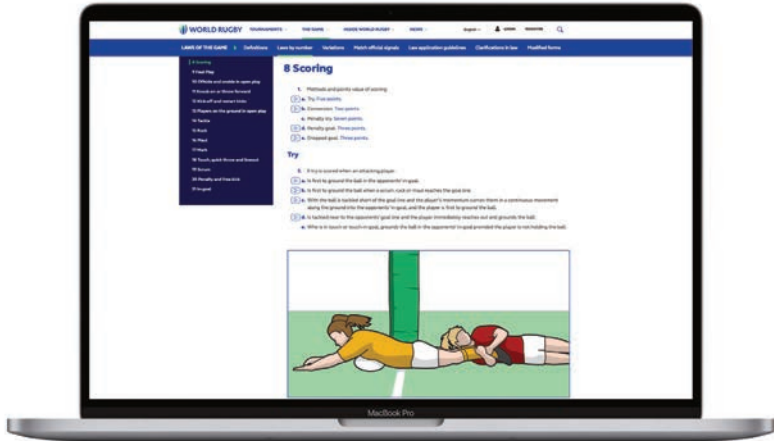 WORLD RUGBY TOURNAMENTS THE GAME INSIDE WORLD RUGBY NEWS English LOGIN REGISTER
LAWS OF THE GAME Definitions Laws by number Variations Match official signals Law application guidelines Clarifications in law Modified forms
8 Scoring
9 Foul Play
10 Offside and onside in open play
11 Knock-on or throw forward
12 Kick-off and restart kicks
13 Players on the ground in open play
14 Tackle
15 Ruck
16 Maul
17 Mark
18 Touch, quick throw and lineout
19 Scrum
20 Penalty and free-kick
21 In-goal
8 Scoring
1. Methods and points value of scoring
a. Try. Five points.
b. Conversion. Two points.
c. Penalty try. Seven points.
d. Penalty goal. Three points.
e. Dropped goal. Three points.
Try
2. A try is scored when an attacking player:
a. Is first to ground the ball in the opponents' in-goal.
b. Is first to ground the ball when a scrum, ruck or maul reaches the goal line.
c. With the ball is tackled short of the goal line and the player's momentum carries them in a continuous movement
along the ground into the opponents' in-goal, and the player is first to ground the ball.
d. Is tackled near to the opponents' goal line and the player immediately reaches out and grounds the ball.
e. Who is in touch or touch-in-goal, grounds the ball in the opponents' in-goal provided the player is not holding the ball.
MacBook Pro